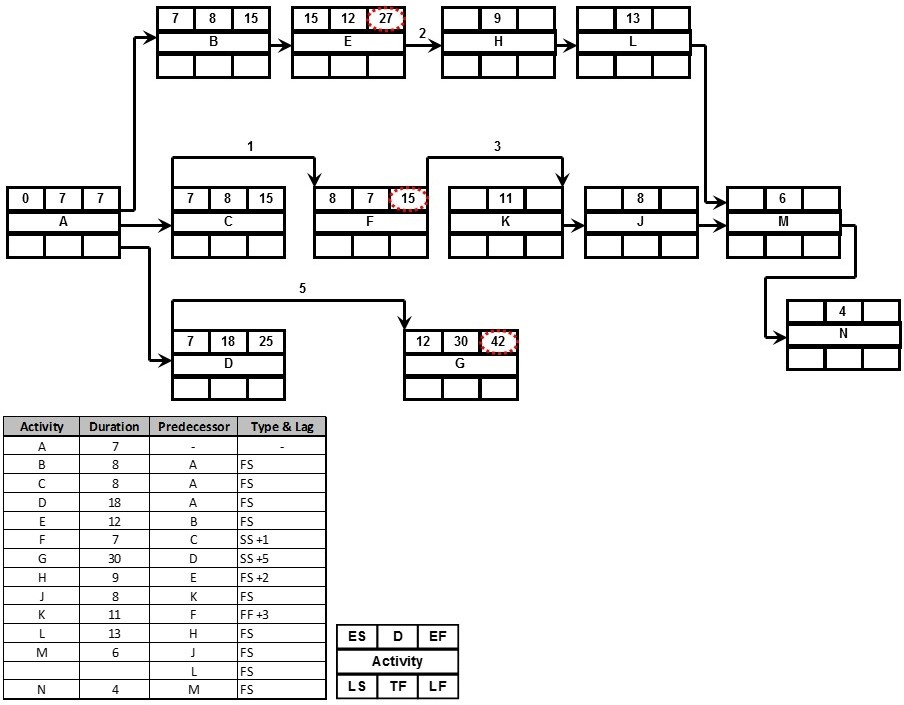 7 8 15
B
15 12 27
E
2
9
H
13
L
1
3
0 7 7
A
7 8 15
C
8 7 15
F
11
K
8
J
6
M
5
7 18 25
D
12 30 42
G
4
N
Activity Duration Predecessor Type & Lag
A 7 - -
B 8 A FS
C 8 A FS
D 18 A FS
E 12 B FS
F 7 C SS +1
G 30 D SS +5
H 9 E FS +2
J 8 K FS
K 11 F FF +3
L 13 H FS
M 6 J FS
L FS
N 4 M FS
ES D EF
Activity
LS TF LF